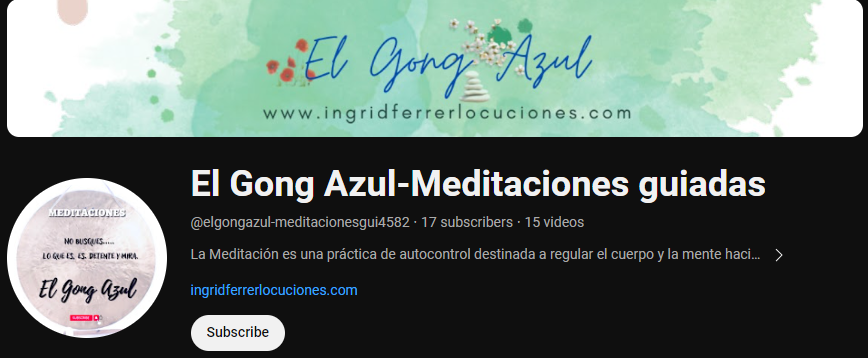 El Gong Azul
www.ingridferrerlocuciones.com
El Gong Azul-Meditaciones guiadas
@elgongazul-meditacionesgui4582 · 17 subscribers · 15 videos
La Meditación es una práctica de autocontrol destinada a regular el cuerpo y la mente haci...
ingridferrerlocuciones.com
Subscribe
MEDITACIONES
NO BUSQUES.....
LO QUE ES, ES. DETENTE Y MIRA.
El Gong Azul